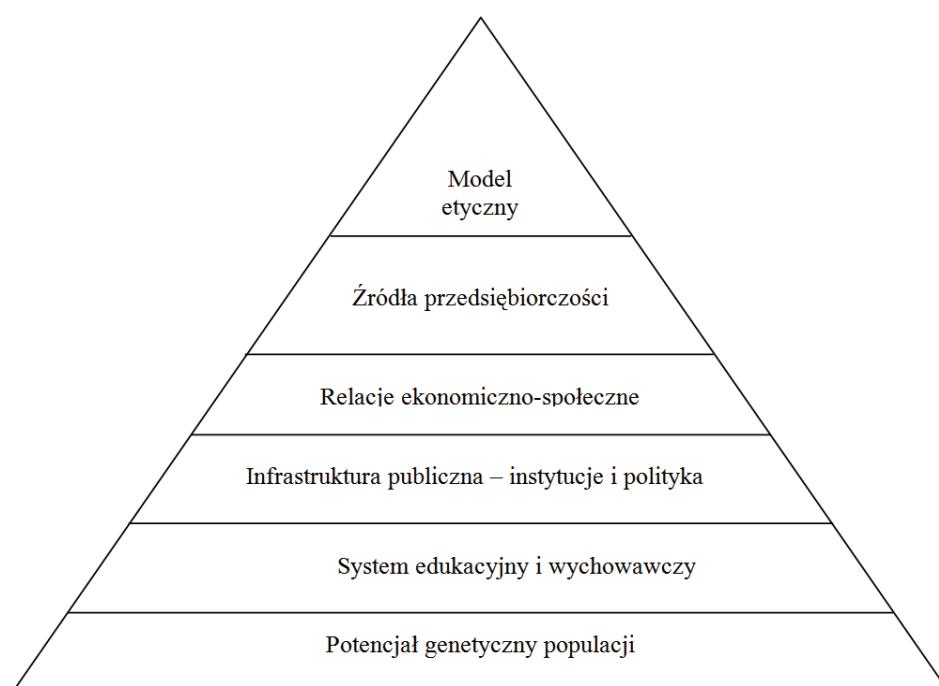 Model
etyczny
Źródła przedsiębiorczości
Relacje ekonomiczno-społeczne
Infrastruktura publiczna – instytucje i polityka
System edukacyjny i wychowawczy
Potencjał genetyczny populacji